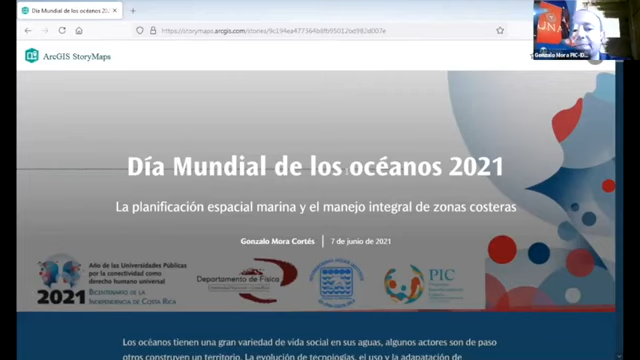 Día Mundial de los océanos 2021
https://storymaps.arcgis.com/stories/9c194ea477364b8fb95012bd982d007e
ArcGIS StoryMaps
UNA
Gonzalo Mora PIC-ID...
Día Mundial de los océanos 2021
La planificación espacial marina y el manejo integral de zonas costeras
Gonzalo Mora Cortés | 7 de junio de 2021
2021
Año de las Universidades Públicas
por la conectividad como
derecho humano universal
Bicentenario de la
Independencia de Costa Rica
Departamento de Física
PIC
Los océanos tienen una gran variedad de vida social en sus aguas, algunos actores son de paso
otros construyen un territorio. La evolución de tecnologías, el uso y la adapatación de